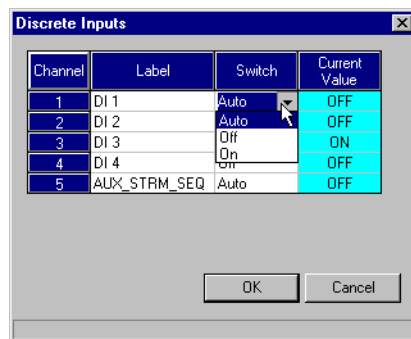 Discrete Inputs
Channel Label Switch Current Value
1 DI 1 Auto OFF
2 DI 2 Auto OFF
3 DI 3 Off ON
4 DI 4 On OFF
5 AUX_STRM_SEQ Auto OFF
OK Cancel